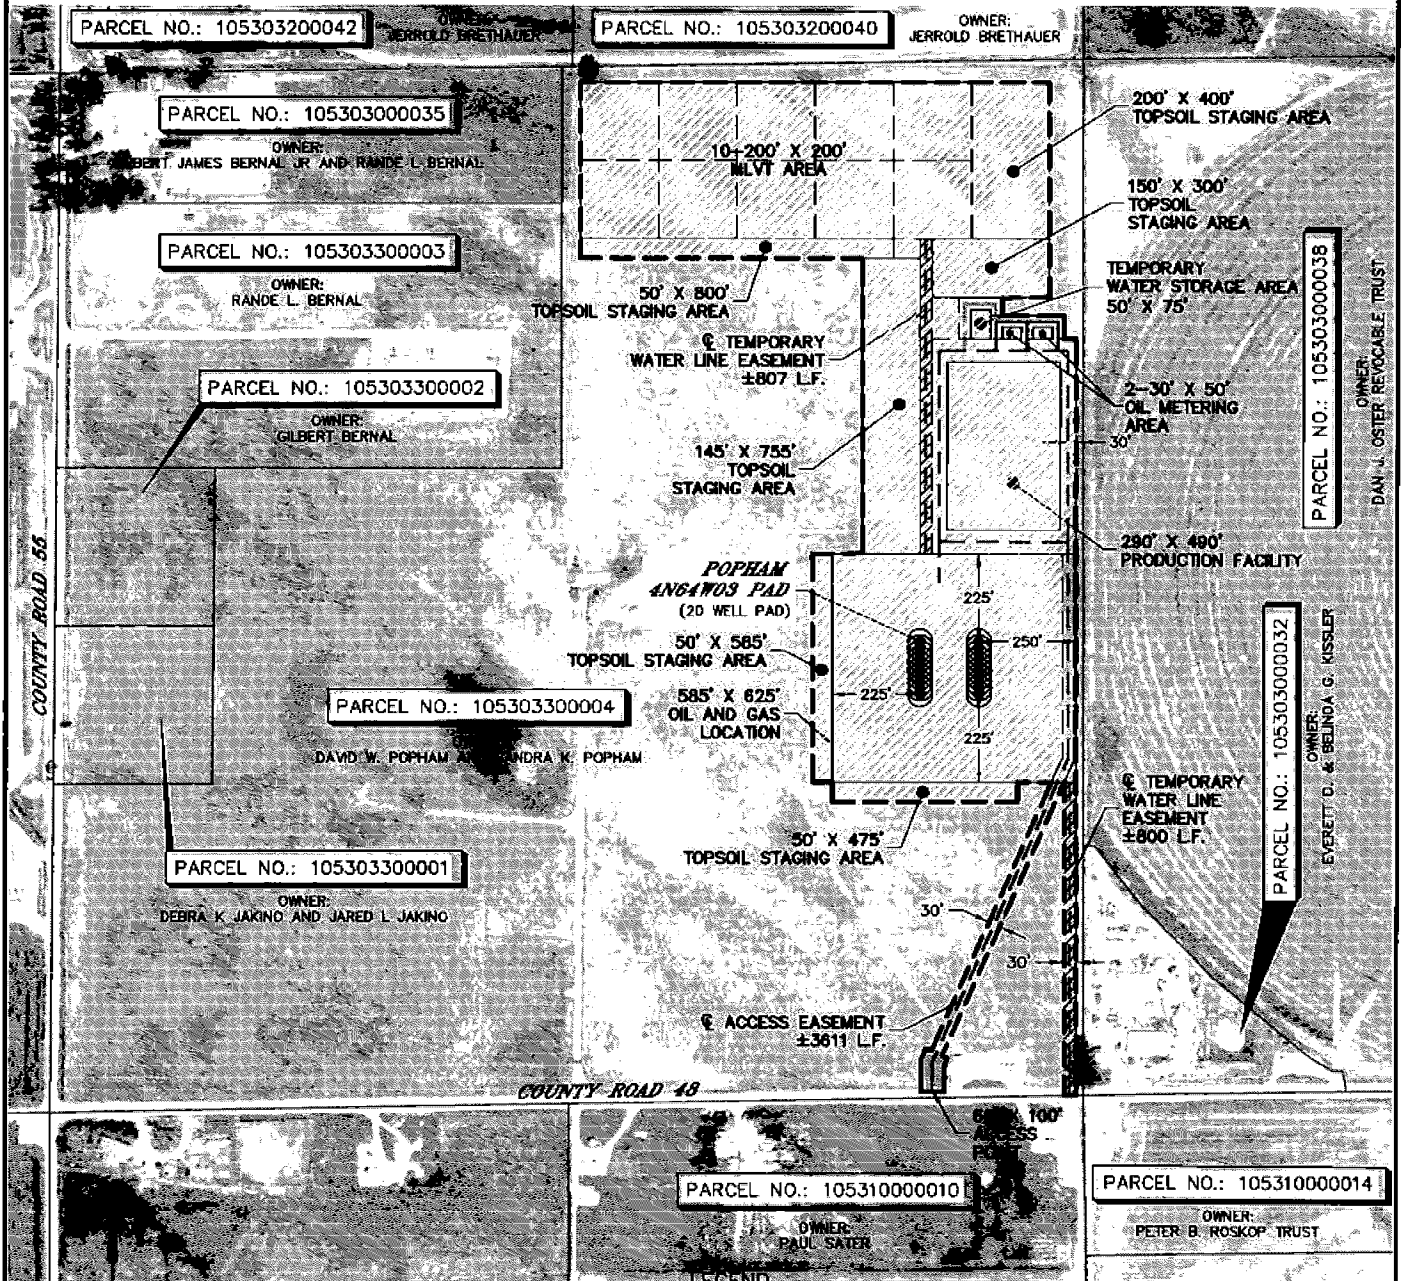 PARCEL NO.: 105303200042
OWNER:
JERROLD BRETHAUER
PARCEL NO.: 105303200040
OWNER:
JERROLD BRETHAUER
PARCEL NO.: 105303000035
OWNER:
JAMES BERNAL JR AND RANDE L. BERNAL
200' X 400'
TOPSOIL STAGING AREA
10-200' X 200'
MLVT AREA
150' X 300'
TOPSOIL
STAGING AREA
PARCEL NO.: 105303300003
OWNER:
RANDE L. BERNAL
50' X 800'
TOPSOIL STAGING AREA
TEMPORARY
WATER STORAGE AREA
50' X 75'
PARCEL NO.: 105303000038
OWNER:
DAN J. OSTER REVOCABLE TRUST
℄ TEMPORARY
WATER LINE EASEMENT
±807 L.F.
PARCEL NO.: 105303300002
OWNER:
GILBERT BERNAL
2-30' X 50'
OIL METERING
AREA
30'
145' X 755'
TOPSOIL
STAGING AREA
290' X 490'
PRODUCTION FACILITY
COUNTY ROAD 55
POPHAM
4N64W03 PAD
(20 WELL PAD)
225'
250'
225'
225'
50' X 585'
TOPSOIL STAGING AREA
585' X 625'
OIL AND GAS
LOCATION
PARCEL NO.: 105303300004
DAVID W. POPHAM ANDRA K. POPHAM
PARCEL NO.: 105303000032
OWNER:
EVERETT D. & BELINDA G. KISSLER
℄ TEMPORARY
WATER LINE
EASEMENT
±800 L.F.
50' X 475'
TOPSOIL STAGING AREA
PARCEL NO.: 105303300001
OWNER:
DEBRA K JAKINO AND JARED L JAKINO
30'
30'
℄ ACCESS EASEMENT
±3611 L.F.
COUNTY ROAD 48
100'
ACCESS
PARCEL NO.: 105310000010
OWNER:
PAUL SATER
PARCEL NO.: 105310000014
OWNER:
PETER B. ROSKOP TRUST
LEGEND